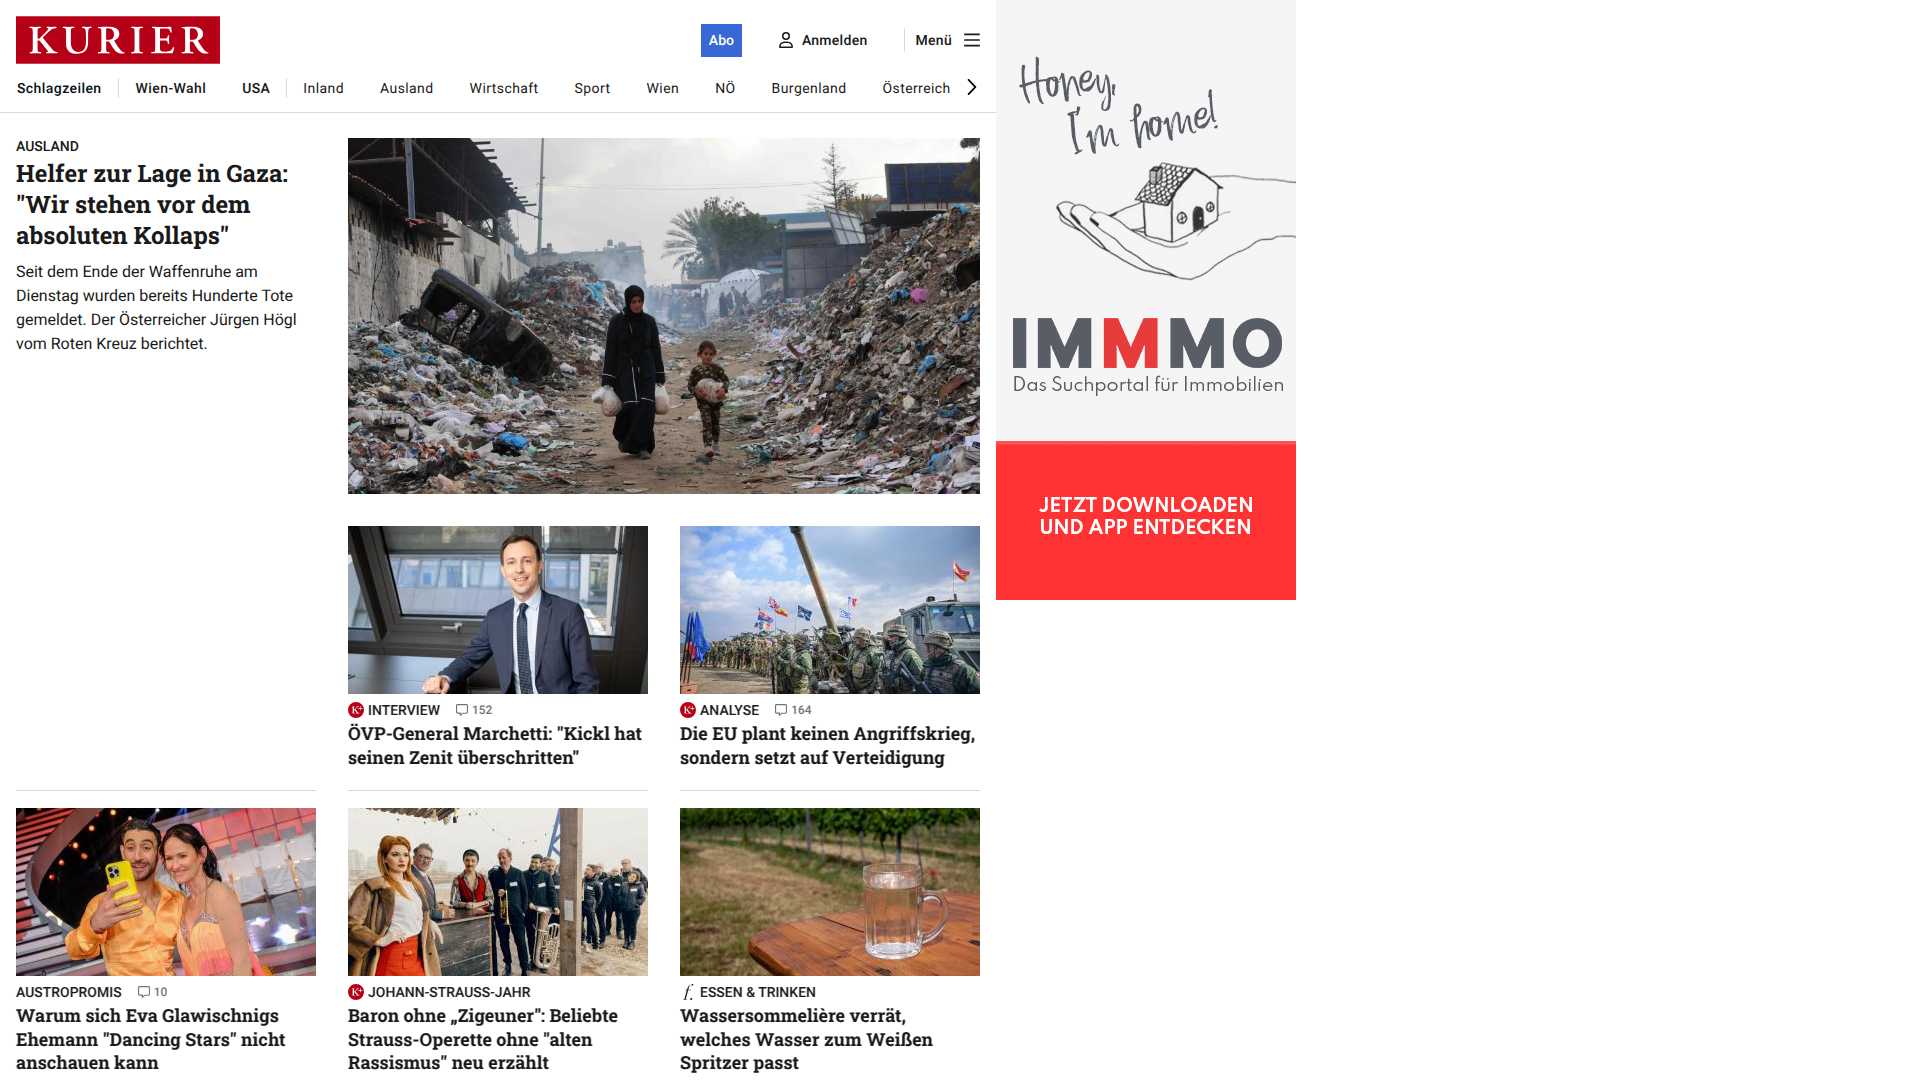 KURIER
Abo
Anmelden
Menü
Schlagzeilen
Wien-Wahl
USA
Inland
Ausland
Wirtschaft
Sport
Wien
NÖ
Burgenland
Österreich
AUSLAND
Helfer zur Lage in Gaza:
"Wir stehen vor dem
absoluten Kollaps"
Seit dem Ende der Waffenruhe am
Dienstag wurden bereits Hunderte Tote
gemeldet. Der Österreicher Jürgen Högl
vom Roten Kreuz berichtet.
K+ INTERVIEW 152
ÖVP-General Marchetti: "Kickl hat
seinen Zenit überschritten"
K+ ANALYSE 164
Die EU plant keinen Angriffskrieg,
sondern setzt auf Verteidigung
AUSTROPROMIS 10
Warum sich Eva Glawischnigs
Ehemann "Dancing Stars" nicht
anschauen kann
K+ JOHANN-STRAUSS-JAHR
Baron ohne „Zigeuner": Beliebte
Strauss-Operette ohne "alten
Rassismus" neu erzählt
f. ESSEN & TRINKEN
Wassersommelière verrät,
welches Wasser zum Weißen
Spritzer passt
Honey,
I'm home!
IMMMO
Das Suchportal für Immobilien
JETZT DOWNLOADEN
UND APP ENTDECKEN